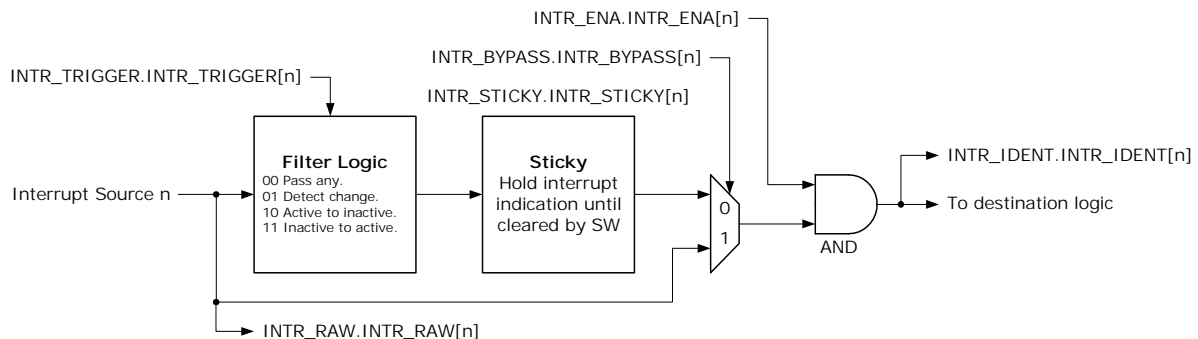 INTR_ENA.INTR_ENA[n]
INTR_BYPASS.INTR_BYPASS[n]
INTR_TRIGGER.INTR_TRIGGER[n]
INTR_STICKY.INTR_STICKY[n]
Filter Logic
00 Pass any.
01 Detect change.
10 Active to inactive.
11 Inactive to active.
Sticky
Hold interrupt
indication until
cleared by SW
INTR_IDENT.INTR_IDENT[n]
Interrupt Source n
0
1
To destination logic
AND
INTR_RAW.INTR_RAW[n]